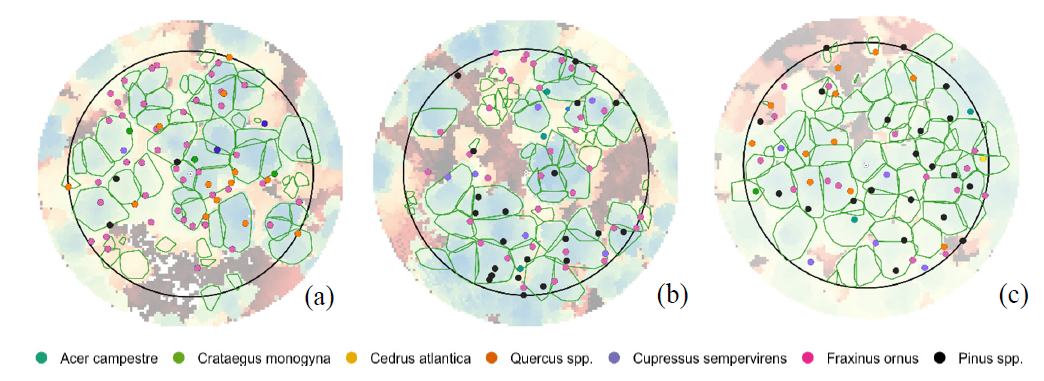 (a)
(b)
(c)
Acer campestre Crataegus monogyna Cedrus atlantica Quercus spp. Cupressus sempervirens Fraxinus ornus Pinus spp.